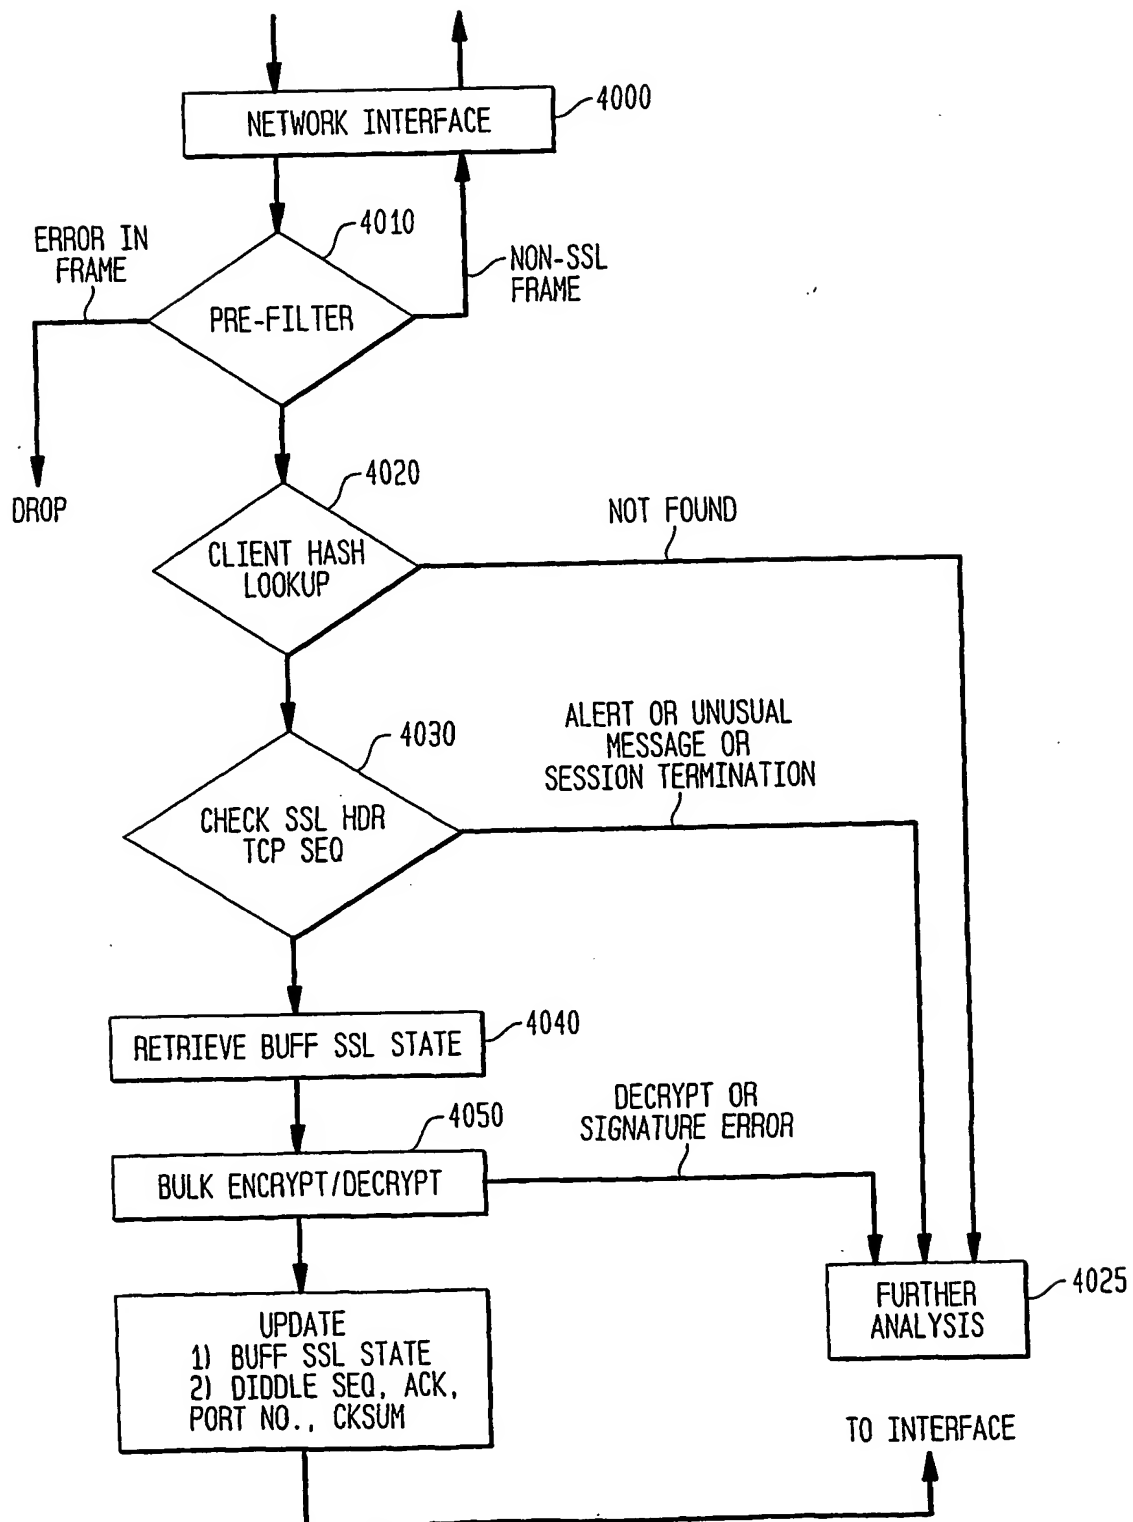 NETWORK INTERFACE
4000
4010
ERROR IN
FRAME
NON-SSL
FRAME
PRE-FILTER
DROP
4020
CLIENT HASH
LOOKUP
NOT FOUND
4030
ALERT OR UNUSUAL
MESSAGE OR
SESSION TERMINATION
CHECK SSL HDR
TCP SEQ
4040
RETRIEVE BUFF SSL STATE
4050
DECRYPT OR
SIGNATURE ERROR
BULK ENCRYPT/DECRYPT
4025
FURTHER
ANALYSIS
UPDATE
1) BUFF SSL STATE
2) DIDDLE SEQ, ACK,
PORT NO., CKSUM
TO INTERFACE